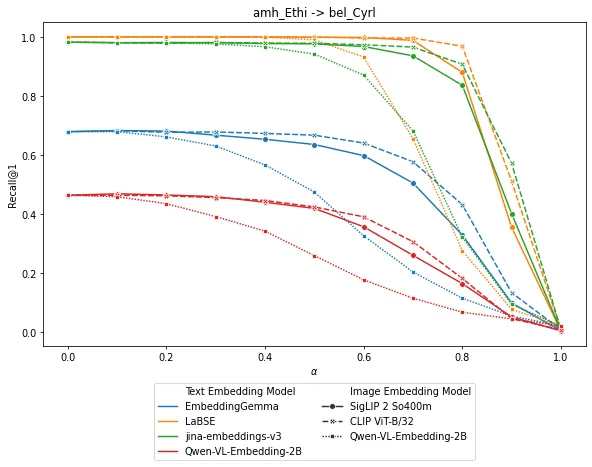 amh_Ethi -> bel_Cyrl
1.0
0.8
0.6
0.4
0.2
0.0
Recall@1
0.0 0.2 0.4 0.6 0.8 1.0
α
Text Embedding Model Image Embedding Model
EmbeddingGemma SigLIP 2 So400m
LaBSE CLIP ViT-B/32
jina-embeddings-v3 Qwen-VL-Embedding-2B
Qwen-VL-Embedding-2B